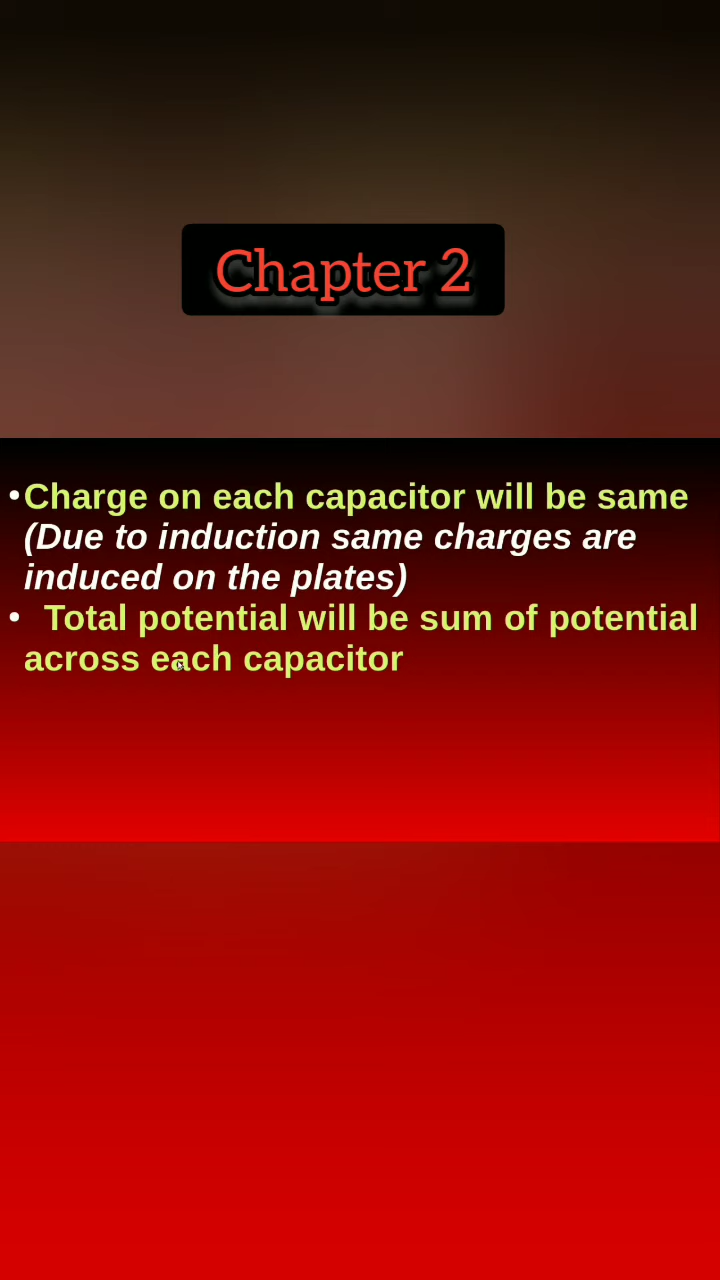 Chapter 2
•Charge on each capacitor will be same
(Due to induction same charges are
induced on the plates)
• Total potential will be sum of potential
across each capacitor